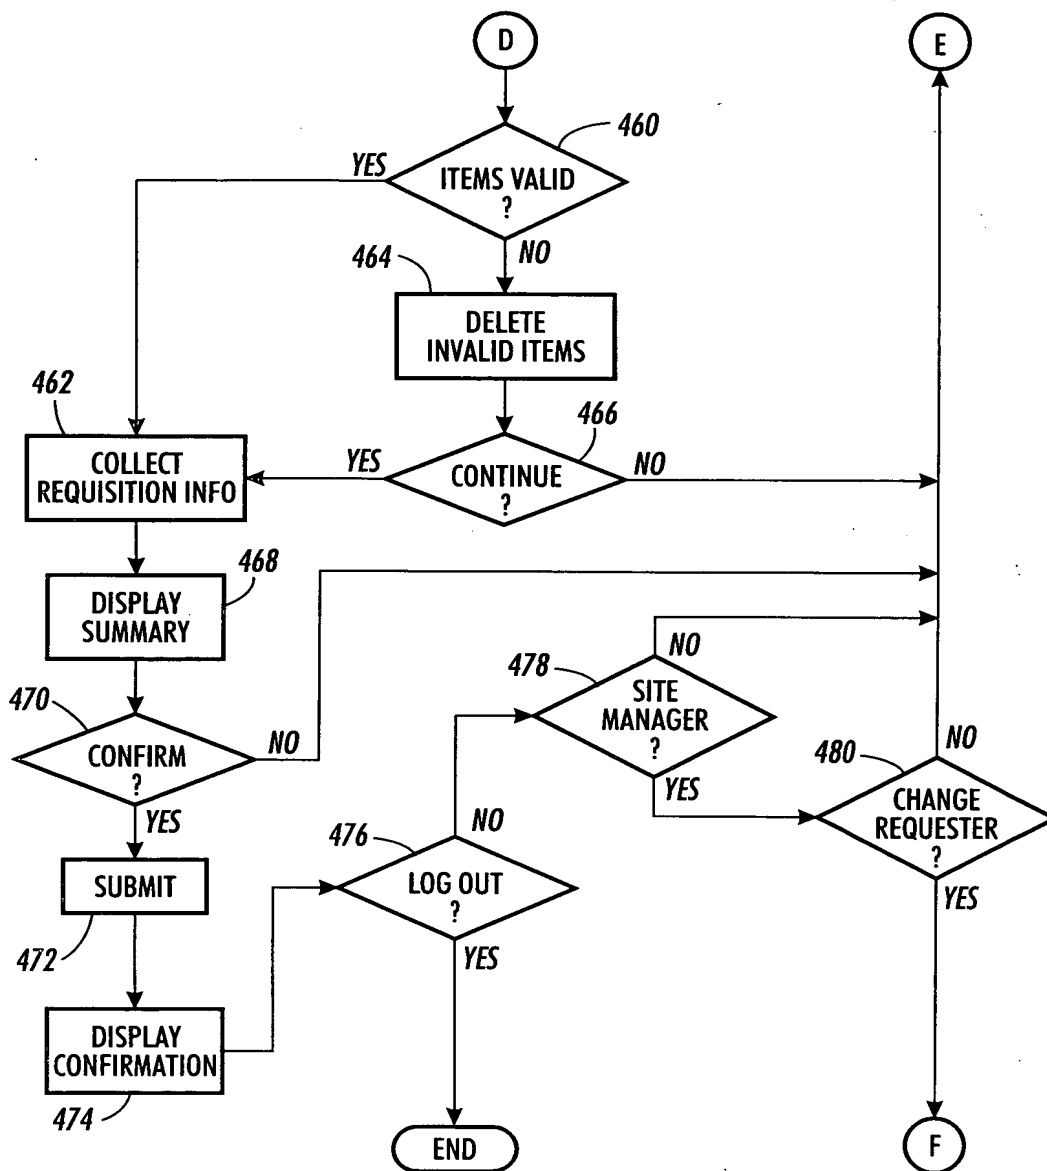 D
E
460
YES
ITEMS VALID
?
NO
464
DELETE
INVALID ITEMS
462
466
COLLECT
REQUISITION INFO
YES
CONTINUE
?
NO
468
DISPLAY
SUMMARY
NO
478
SITE
MANAGER
?
470
CONFIRM
?
NO
YES
480
NO
CHANGE
REQUESTER
?
YES
476
NO
LOG OUT
?
YES
SUBMIT
472
YES
DISPLAY
CONFIRMATION
474
END
F